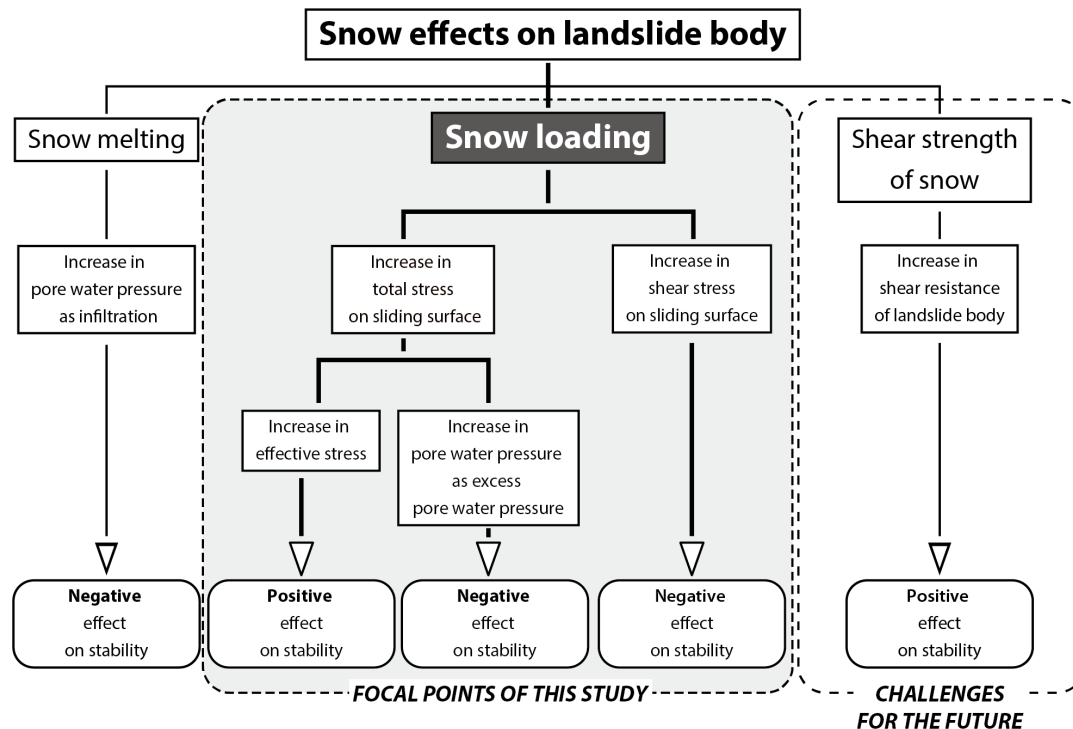 Snow effects on landslide body
Snow melting
Snow loading
Shear strength
of snow
Increase in
pore water pressure
as infiltration
Increase in
total stress
on sliding surface
Increase in
shear stress
on sliding surface
Increase in
shear resistance
of landslide body
Increase in
effective stress
Increase in
pore water pressure
as excess
pore water pressure
Negative
effect
on stability
Positive
effect
on stability
Negative
effect
on stability
Negative
effect
on stability
Positive
effect
on stability
FOCAL POINTS OF THIS STUDY
CHALLENGES
FOR THE FUTURE